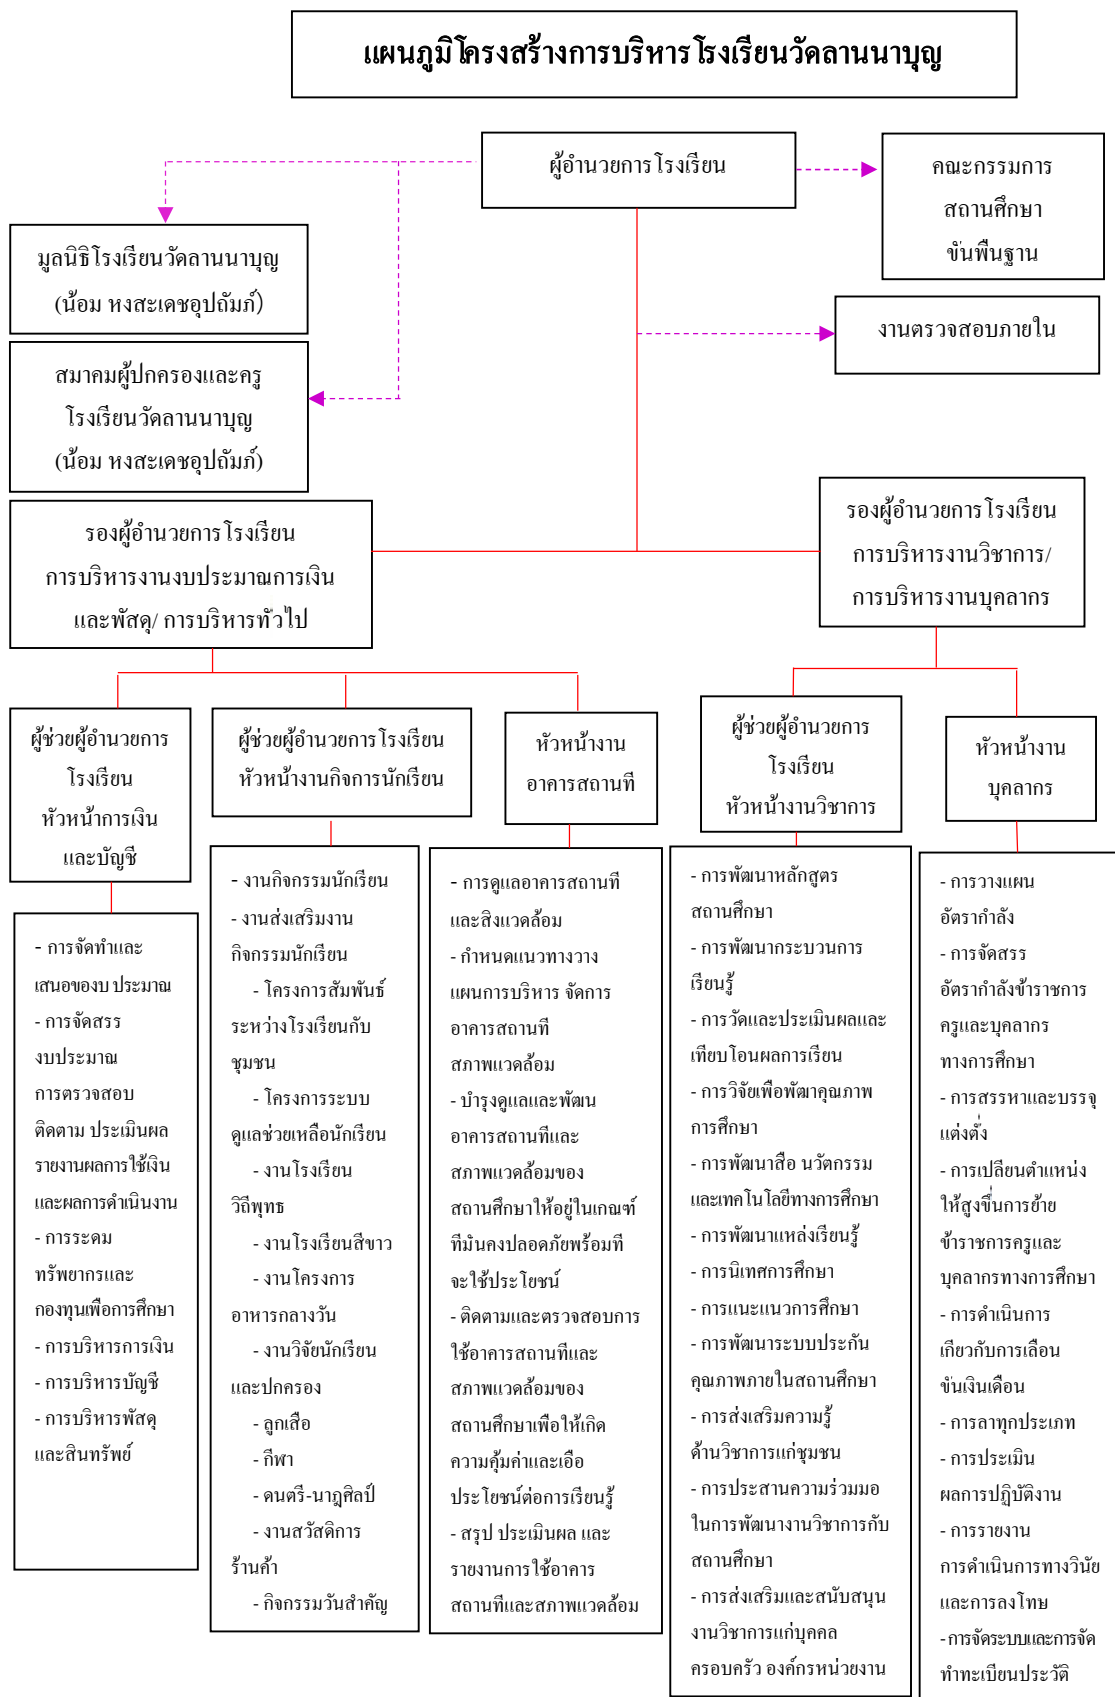 แผนภูมิโครงสร้างการบริหารโรงเรียนวัดลานนาบุญ
ผู้อำนวยการโรงเรียน
คณะกรรมการ
สถานศึกษา
ขั้นพื้นฐาน
มูลนิธิโรงเรียนวัดลานนาบุญ
(น้อม หงสะเดชอุปถัมภ์)
งานตรวจสอบภายใน
สมาคมผู้ปกครองและครู
โรงเรียนวัดลานนาบุญ
(น้อม หงสะเดชอุปถัมภ์)
รองผู้อำนวยการโรงเรียน
การบริหารงานงบประมาณการเงิน
และพัสดุ/ การบริหารทั่วไป
รองผู้อำนวยการโรงเรียน
การบริหารงานวิชาการ/
การบริหารงานบุคลากร
ผู้ช่วยผู้อำนวยการ
โรงเรียน
หัวหน้าการเงิน
และบัญชี
ผู้ช่วยผู้อำนวยการโรงเรียน
หัวหน้างานกิจการนักเรียน
หัวหน้างาน
อาคารสถานที่
ผู้ช่วยผู้อำนวยการ
โรงเรียน
หัวหน้างานวิชาการ
หัวหน้างาน
บุคลากร
- การจัดทำและ
เสนอของบ ประมาณ
- การจัดสรร
งบประมาณ
การตรวจสอบ
ติดตาม ประเมินผล
รายงานผลการใช้เงิน
และผลการดำเนินงาน
- การระดม
ทรัพยากรและ
กองทุนเพื่อการศึกษา
- การบริหารการเงิน
- การบริหารบัญชี
- การบริหารพัสดุ
และสินทรัพย์
- งานกิจกรรมนักเรียน
- งานส่งเสริมงาน
กิจกรรมนักเรียน
- โครงการสัมพันธ์
ระหว่างโรงเรียนกับ
ชุมชน
- โครงการระบบ
ดูแลช่วยเหลือนักเรียน
- งานโรงเรียน
วิถีพุทธ
- งานโรงเรียนสีขาว
- งานโครงการ
อาหารกลางวัน
- งานวิจัยนักเรียน
และปกครอง
- ลูกเสือ
- กีฬา
- ดนตรี-นาฎศิลป์
- งานสวัสดิการ
ร้านค้า
- กิจกรรมวันสำคัญ
- การดูแลอาคารสถานที่
และสิ่งแวดล้อม
- กำหนดแนวทางวาง
แผนการบริหาร จัดการ
อาคารสถานที่
สภาพแวดล้อม
- บำรุงดูแลและพัฒน
อาคารสถานที่และ
สภาพแวดล้อมของ
สถานศึกษาให้อยู่ในเกณฑ์
ที่มั่นคงปลอดภัยพร้อมที่
จะใช้ประโยชน์
- ติดตามและตรวจสอบการ
ใช้อาคารสถานที่และ
สภาพแวดล้อมของ
สถานศึกษาเพื่อให้เกิด
ความคุ้มค่าและเอื้อ
ประโยชน์ต่อการเรียนรู้
- สรุป ประเมินผล และ
รายงานการใช้อาคาร
สถานที่และสภาพแวดล้อม
- การพัฒนาหลักสูตร
สถานศึกษา
- การพัฒนากระบวนการ
เรียนรู้
- การวัดและประเมินผลและ
เทียบโอนผลการเรียน
- การวิจัยเพื่อพัฒาคุณภาพ
การศึกษา
- การพัฒนาสื่อ นวัตกรรม
และเทคโนโลยีทางการศึกษา
- การพัฒนาแหล่งเรียนรู้
- การนิเทศการศึกษา
- การแนะแนวการศึกษา
- การพัฒนาระบบประกัน
คุณภาพภายในสถานศึกษา
- การส่งเสริมความรู้
ด้านวิชาการแก่ชุมชน
- การประสานความร่วมมอ
ในการพัฒนางานวิชาการกับ
สถานศึกษา
- การส่งเสริมและสนับสนุน
งานวิชาการแก่บุคคล
ครอบครัว องค์กรหน่วยงาน
- การวางแผน
อัตรากำลัง
- การจัดสรร
อัตรากำลังข้าราชการ
ครูและบุคลากร
ทางการศึกษา
- การสรรหาและบรรจุ
แต่งตั้ง
- การเปลี่ยนตำแหน่ง
ให้สูงขึ้นการย้าย
ข้าราชการครูและ
บุคลากรทางการศึกษา
- การดำเนินการ
เกี่ยวกับการเลื่อน
ขั้นเงินเดือน
- การลาทุกประเภท
- การประเมิน
ผลการปฏิบัติงาน
- การรายงาน
การดำเนินการทางวินัย
และการลงโทษ
- การจัดระบบและการจัด
ทำทะเบียนประวัติ